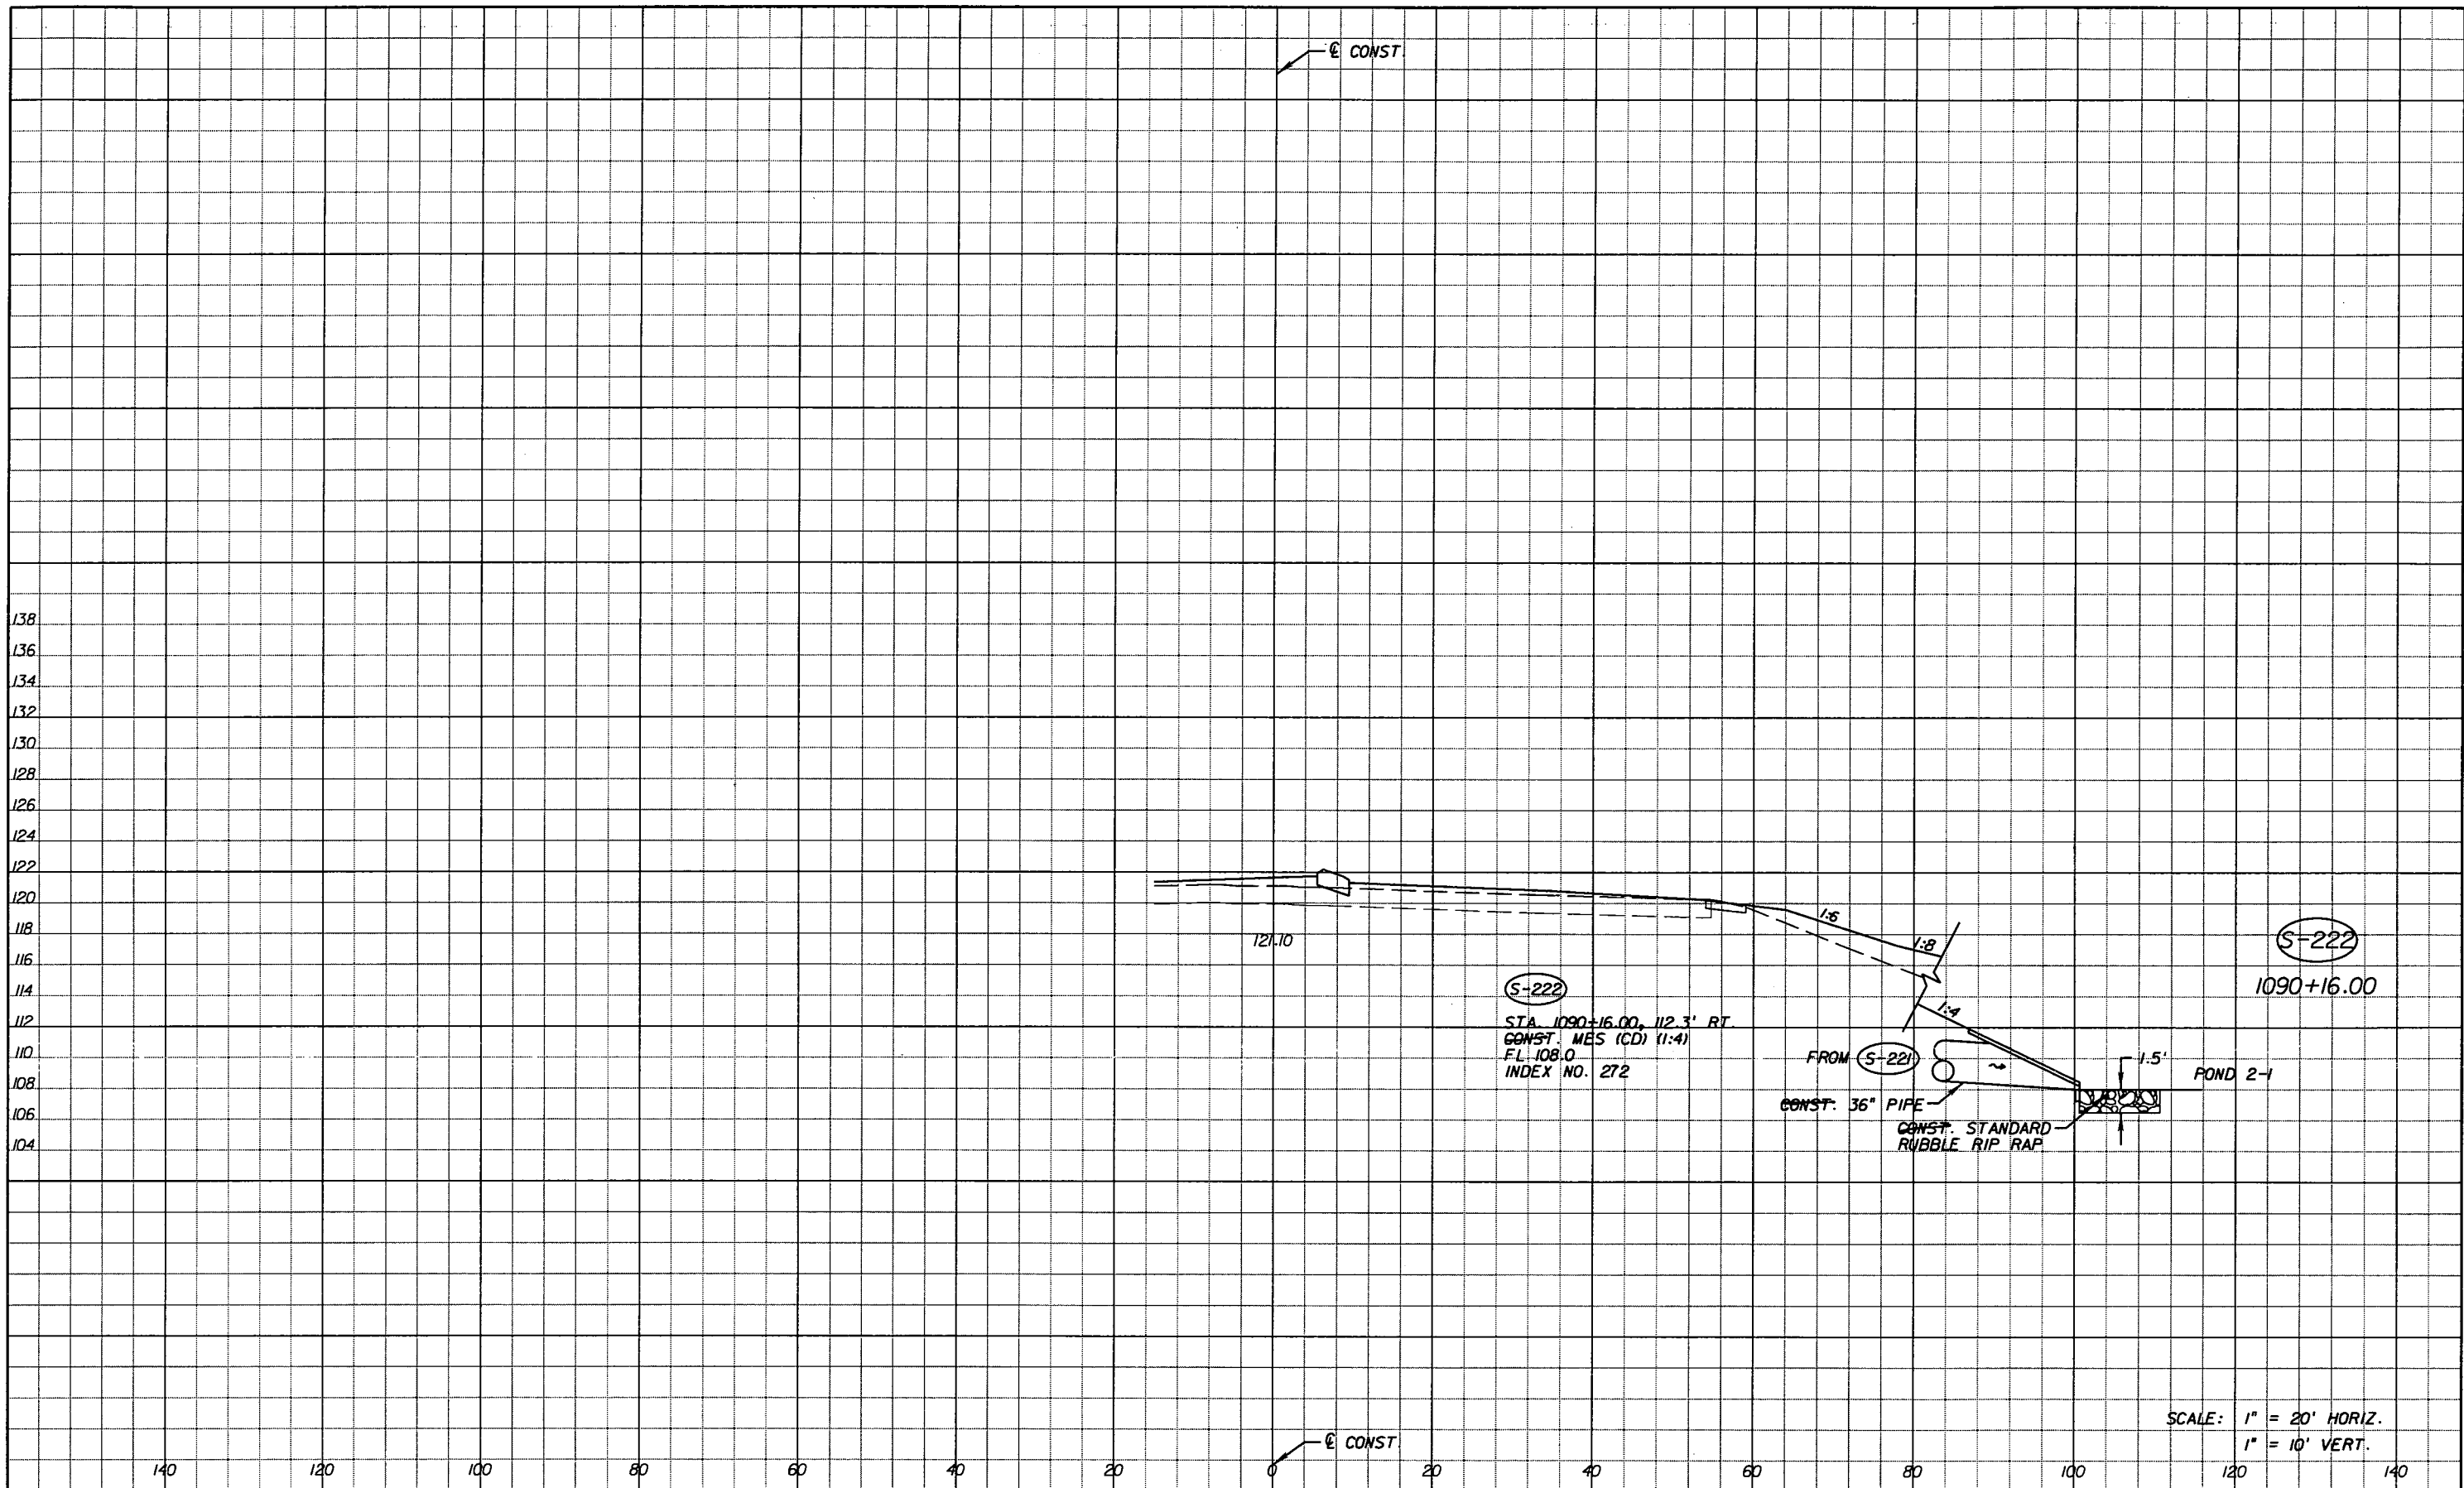 ℄ CONST.
138
136
134
132
130
128
126
124
122
120
118
116
114
112
110
108
106
104
121.10
1:6
1:8
1:4
S-222
STA. 1090+16.00, 112.3' RT.
CONST. MES (CD) (1:4)
FL 108.0
INDEX NO. 272
FROM S-221
CONST. 36" PIPE
CONST. STANDARD
RUBBLE RIP RAP
1.5'
POND 2-1
S-222
1090+16.00
SCALE: 1" = 20' HORIZ.
1" = 10' VERT.
℄ CONST.
140 120 100 80 60 40 20 0 20 40 60 80 100 120 140